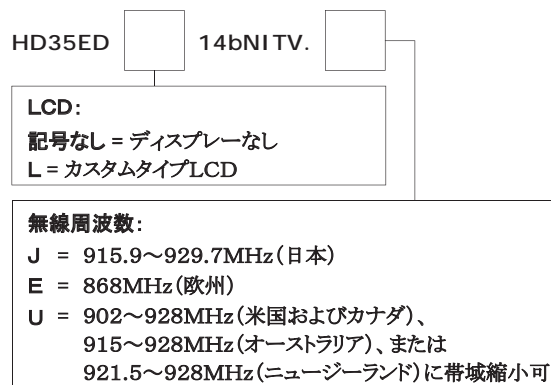 HD35ED 14bNITV.
LCD:
記号なし = ディスプレーなし
L = カスタムタイプLCD
無線周波数:
J = 915.9～929.7MHz(日本)
E = 868MHz(欧州)
U = 902～928MHz(米国およびカナダ)、
915～928MHz(オーストラリア)、または
921.5～928MHz(ニュージーランド)に帯域縮小可